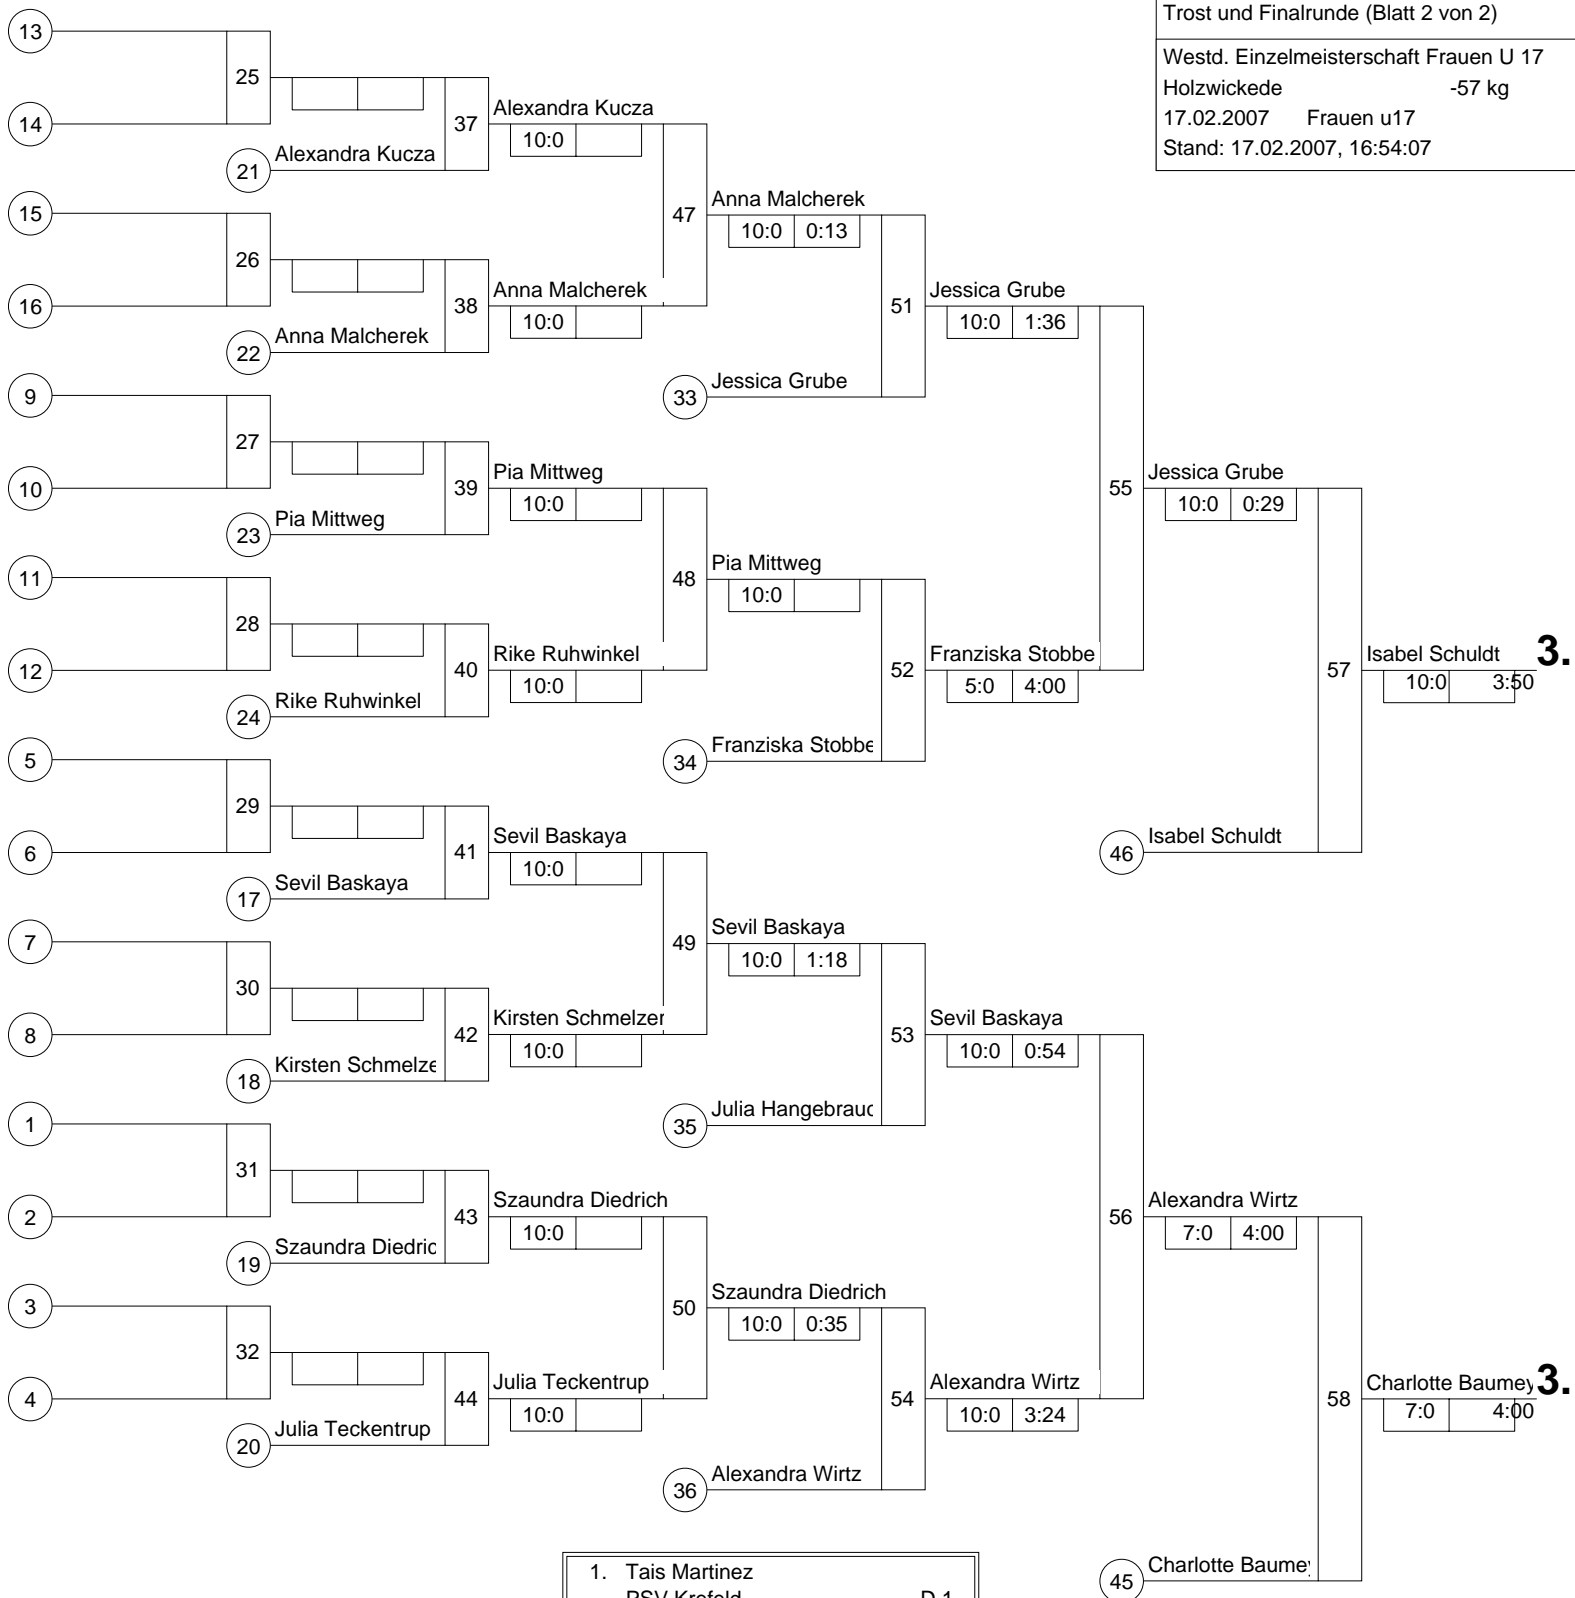 Trost und Finalrunde (Blatt 2 von 2)
Westd. Einzelmeisterschaft Frauen U 17
Holzwickede -57 kg
17.02.2007 Frauen u17
Stand: 17.02.2007, 16:54:07
13
25
14
37
Alexandra Kucza
10:0
21 Alexandra Kucza
15
47
Anna Malcherek
10:0 0:13
26
16
38
Anna Malcherek
10:0
22 Anna Malcherek
51
Jessica Grube
10:0 1:36
33 Jessica Grube
9
27
10
39
Pia Mittweg
10:0
23 Pia Mittweg
55
Jessica Grube
10:0 0:29
11
48
Pia Mittweg
10:0
28
12
40
Rike Ruhwinkel
10:0
24 Rike Ruhwinkel
52
Franziska Stobbe
5:0 4:00
57
Isabel Schuldt 3.
10:0 3:50
34 Franziska Stobbe
5
29
6
41
Sevil Baskaya
10:0
46 Isabel Schuldt
17 Sevil Baskaya
7
49
Sevil Baskaya
10:0 1:18
30
8
42
Kirsten Schmelzer
10:0
18 Kirsten Schmelze
53
Sevil Baskaya
10:0 0:54
35 Julia Hangebrauc
1
31
2
43
Szaundra Diedrich
10:0
19 Szaundra Diedric
56
Alexandra Wirtz
7:0 4:00
3
50
Szaundra Diedrich
10:0 0:35
32
4
44
Julia Teckentrup
10:0
20 Julia Teckentrup
54
Alexandra Wirtz
10:0 3:24
58
Charlotte Baumey 3.
7:0 4:00
36 Alexandra Wirtz
45 Charlotte Baumey
1. Tais Martinez
PSV Krefeld D 1